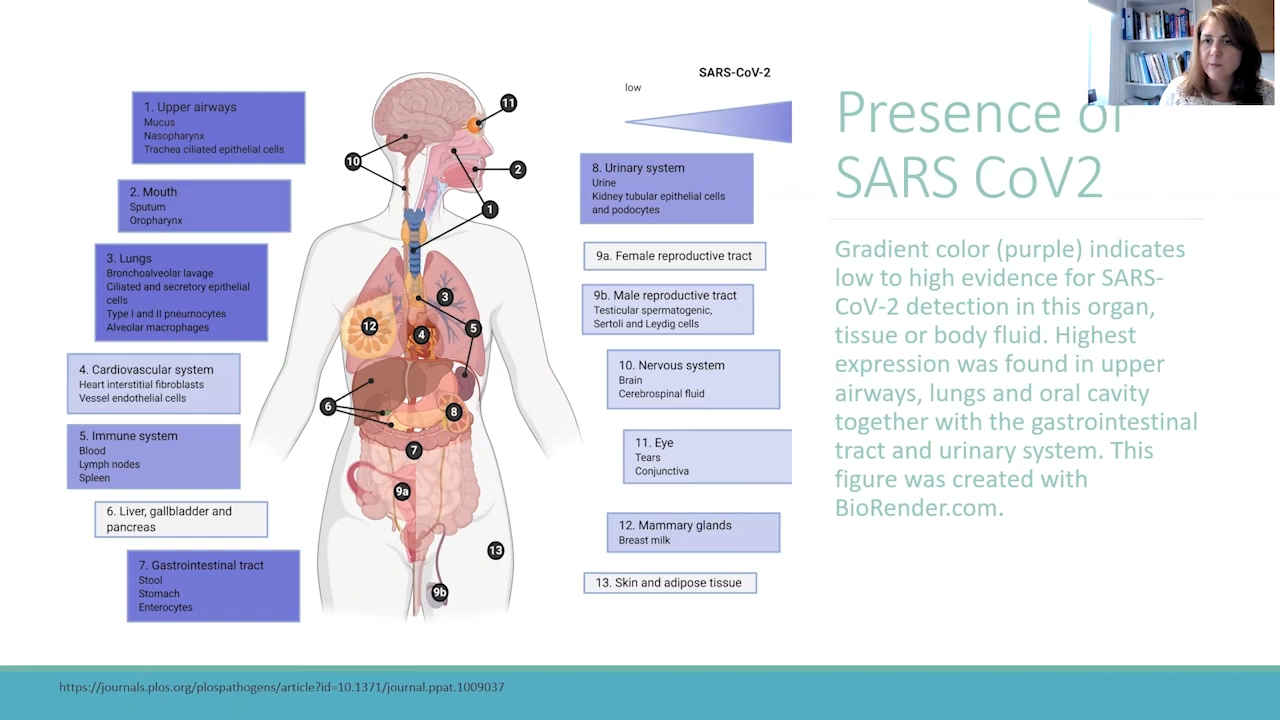 Presence of
SARS CoV2
Gradient color (purple) indicates
low to high evidence for SARS-
CoV-2 detection in this organ,
tissue or body fluid. Highest
expression was found in upper
airways, lungs and oral cavity
together with the gastrointestinal
tract and urinary system. This
figure was created with
BioRender.com.
SARS-CoV-2
low
1. Upper airways
Mucus
Nasopharynx
Trachea ciliated epithelial cells
2. Mouth
Sputum
Oropharynx
3. Lungs
Bronchoalveolar lavage
Ciliated and secretory epithelial
cells
Type I and II pneumocytes
Alveolar macrophages
4. Cardiovascular system
Heart interstitial fibroblasts
Vessel endothelial cells
5. Immune system
Blood
Lymph nodes
Spleen
6. Liver, gallbladder and
pancreas
7. Gastrointestinal tract
Stool
Stomach
Enterocytes
11
10
2
1
3
12
4
5
6
8
7
9a
13
9b
8. Urinary system
Urine
Kidney tubular epithelial cells
and podocytes
9a. Female reproductive tract
9b. Male reproductive tract
Testicular spermatogenic,
Sertoli and Leydig cells
10. Nervous system
Brain
Cerebrospinal fluid
11. Eye
Tears
Conjunctiva
12. Mammary glands
Breast milk
13. Skin and adipose tissue
https://journals.plos.org/plospathogens/article?id=10.1371/journal.ppat.1009037